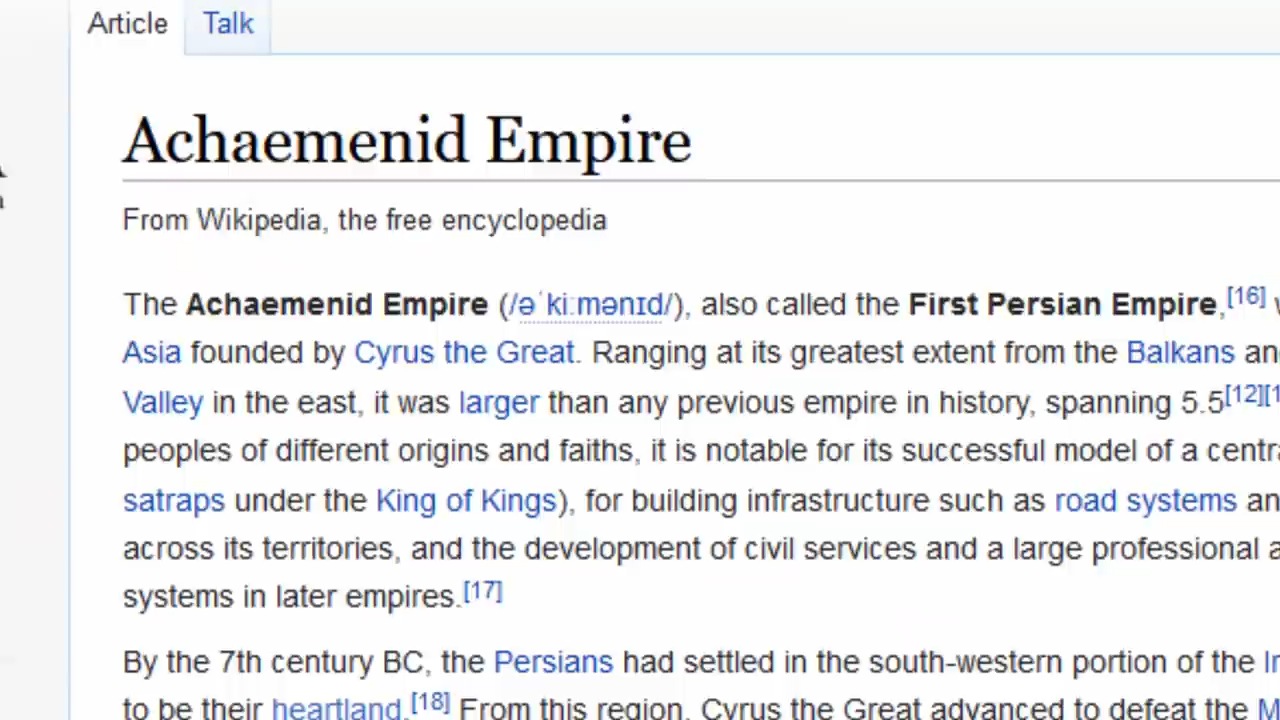 Article Talk
Achaemenid Empire
From Wikipedia, the free encyclopedia
The Achaemenid Empire (/əˈkiːmənɪd/), also called the First Persian Empire,[16]
Asia founded by Cyrus the Great. Ranging at its greatest extent from the Balkans
Valley in the east, it was larger than any previous empire in history, spanning 5.5[12]
peoples of different origins and faiths, it is notable for its successful model of a
satraps under the King of Kings), for building infrastructure such as road systems
across its territories, and the development of civil services and a large professional
systems in later empires.[17]
By the 7th century BC, the Persians had settled in the south-western portion of the
to be their heartland.[18] From this region, Cyrus the Great advanced to defeat the